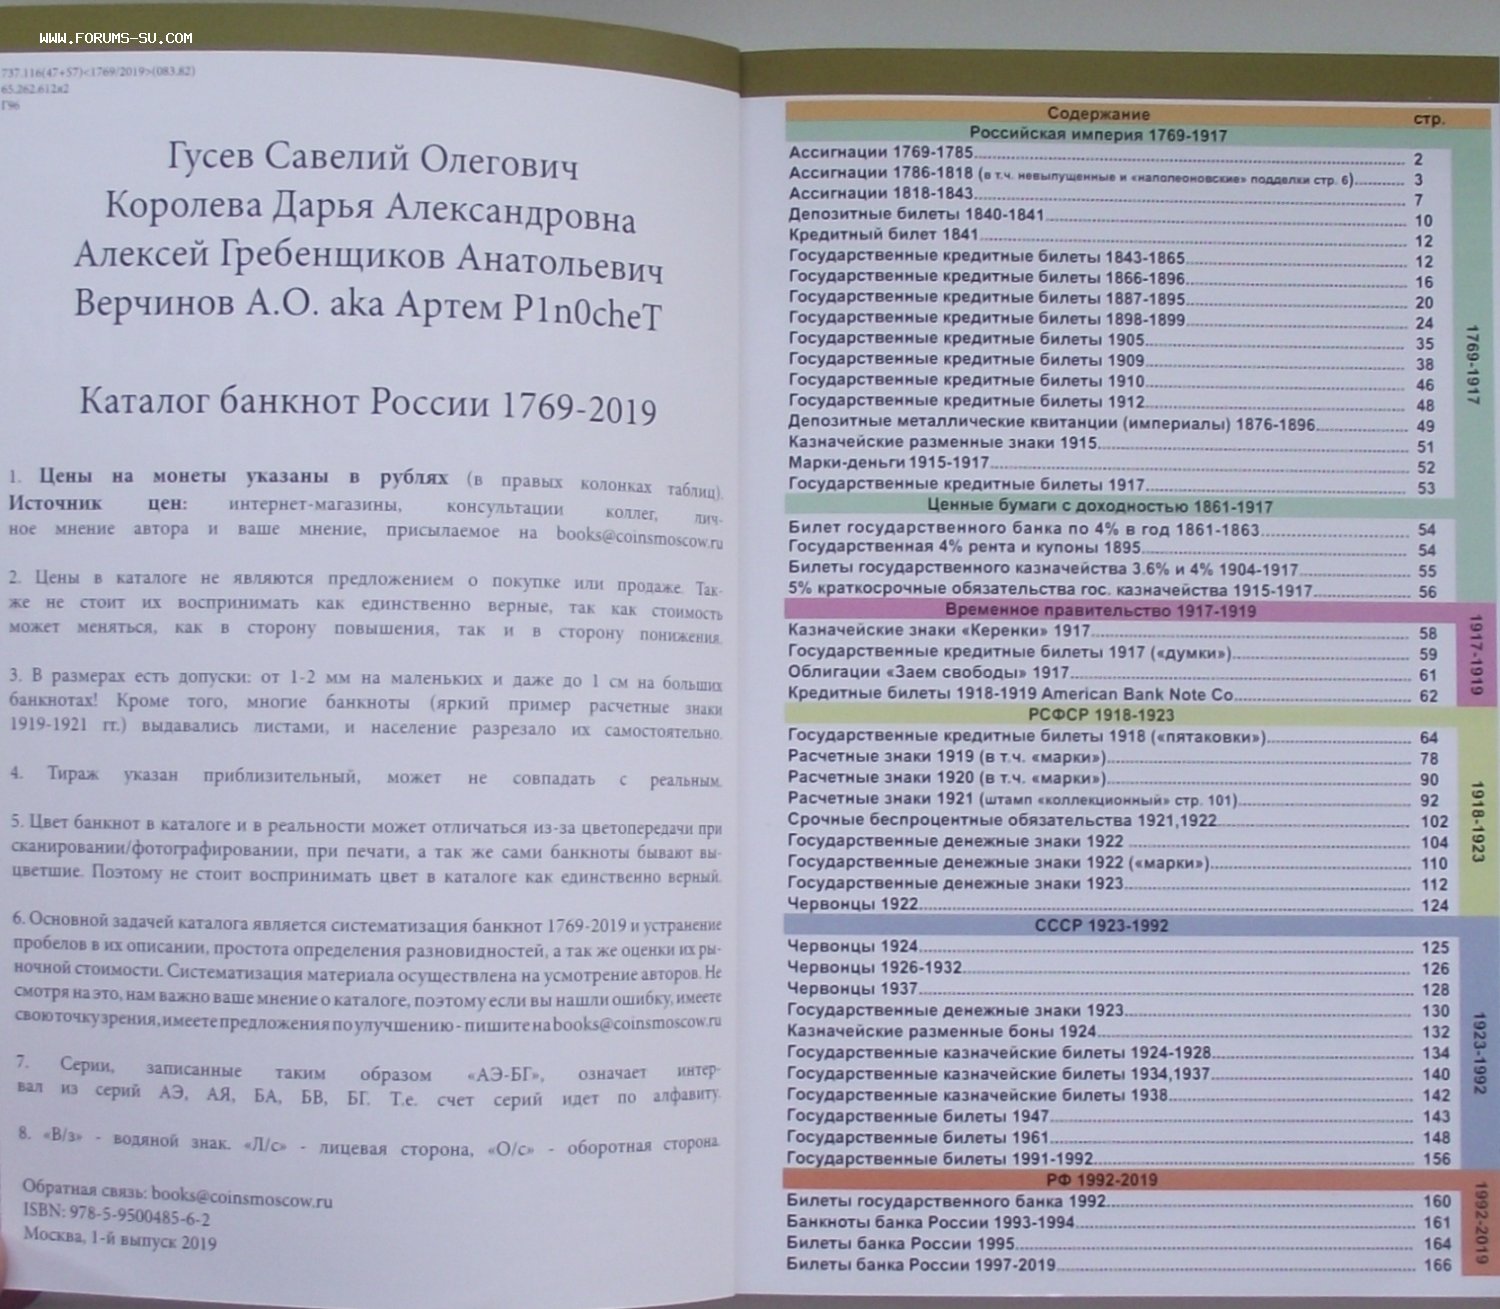 www.forums-su.com
737.116(47+57)<1769/2019>(083.82)
65.262.612я2
Г96
Гусев Савелий Олегович
Королева Дарья Александровна
Алексей Гребенщиков Анатольевич
Верчинов А.О. aka Артем P1n0cheT
Каталог банкнот России 1769-2019
1. Цены на монеты указаны в рублях (в правых колонках таблиц).
Источник цен: интернет-магазины, консультации коллег, лич-
ное мнение автора и ваше мнение, присылаемое на books@coinsmoscow.ru
2. Цены в каталоге не являются предложением о покупке или продаже. Так-
же не стоит их воспринимать как единственно верные, так как стоимость
может меняться, как в сторону повышения, так и в сторону понижения.
3. В размерах есть допуски: от 1-2 мм на маленьких и даже до 1 см на больших
банкнотах! Кроме того, многие банкноты (яркий пример расчетные знаки
1919-1921 гг.) выдавались листами, и население разрезало их самостоятельно.
4. Тираж указан приблизительный, может не совпадать с реальным.
5. Цвет банкнот в каталоге и в реальности может отличаться из-за цветопередачи при
сканировании/фотографировании, при печати, а так же сами банкноты бывают вы-
цветшие. Поэтому не стоит воспринимать цвет в каталоге как единственно верный.
6. Основной задачей каталога является систематизация банкнот 1769-2019 и устранение
пробелов в их описании, простота определения разновидностей, а так же оценки их ры-
ночной стоимости. Систематизация материала осуществлена на усмотрение авторов. Не
смотря на это, нам важно ваше мнение о каталоге, поэтому если вы нашли ошибку, имеете
свою точку зрения, имеете предложения по улучшению - пишите на books@coinsmoscow.ru
7. Серии, записанные таким образом «АЭ-БГ», означает интер-
вал из серий АЭ, АЯ, БА, БВ, БГ. Т.е. счет серий идет по алфавиту.
8. «В/з» - водяной знак. «Л/с» - лицевая сторона, «О/с» - оборотная сторона
Обратная связь: books@coinsmoscow.ru
ISBN: 978-5-9500485-6-2
Москва, 1-й выпуск 2019
Содержание стр.
Российская империя 1769-1917
Ассигнации 1769-1785 2
Ассигнации 1786-1818 (в т.ч. невыпущенные и «наполеоновские» подделки стр. 6) 3
Ассигнации 1818-1843 7
Депозитные билеты 1840-1841 10
Кредитный билет 1841 12
Государственные кредитные билеты 1843-1865 12
Государственные кредитные билеты 1866-1896 16
Государственные кредитные билеты 1887-1895 20
Государственные кредитные билеты 1898-1899 24
Государственные кредитные билеты 1905 35
Государственные кредитные билеты 1909 38
Государственные кредитные билеты 1910 46
Государственные кредитные билеты 1912 48
Депозитные металлические квитанции (империалы) 1876-1896 49
Казначейские разменные знаки 1915 51
Марки-деньги 1915-1917 52
Государственные кредитные билеты 1917 53
1769-1917
Ценные бумаги с доходностью 1861-1917
Билет государственного банка по 4% в год 1861-1863 54
Государственная 4% рента и купоны 1895 54
Билеты государственного казначейства 3.6% и 4% 1904-1917 55
5% краткосрочные обязательства гос. казначейства 1915-1917 56
Временное правительство 1917-1919
Казначейские знаки «Керенки» 1917 58
Государственные кредитные билеты 1917 («думки») 59
Облигации «Заем свободы» 1917 61
Кредитные билеты 1918-1919 American Bank Note Co 62
1917-1919
РСФСР 1918-1923
Государственные кредитные билеты 1918 («пятаковки») 64
Расчетные знаки 1919 (в т.ч. «марки») 78
Расчетные знаки 1920 (в т.ч. «марки») 90
Расчетные знаки 1921 (штамп «коллекционный» стр. 101) 92
Срочные беспроцентные обязательства 1921,1922 102
Государственные денежные знаки 1922 104
Государственные денежные знаки 1922 («марки») 110
Государственные денежные знаки 1923 112
Червонцы 1922 124
1918-1923
СССР 1923-1992
Червонцы 1924 125
Червонцы 1926-1932 126
Червонцы 1937 128
Государственные денежные знаки 1923 130
Казначейские разменные боны 1924 132
Государственные казначейские билеты 1924-1928 134
Государственные казначейские билеты 1934,1937 140
Государственные казначейские билеты 1938 142
Государственные билеты 1947 143
Государственные билеты 1961 148
Государственные билеты 1991-1992 156
1923-1992
РФ 1992-2019
Билеты государственного банка 1992 160
Банкноты банка России 1993-1994 161
Билеты банка России 1995 164
Билеты банка России 1997-2019 166
1992-2019